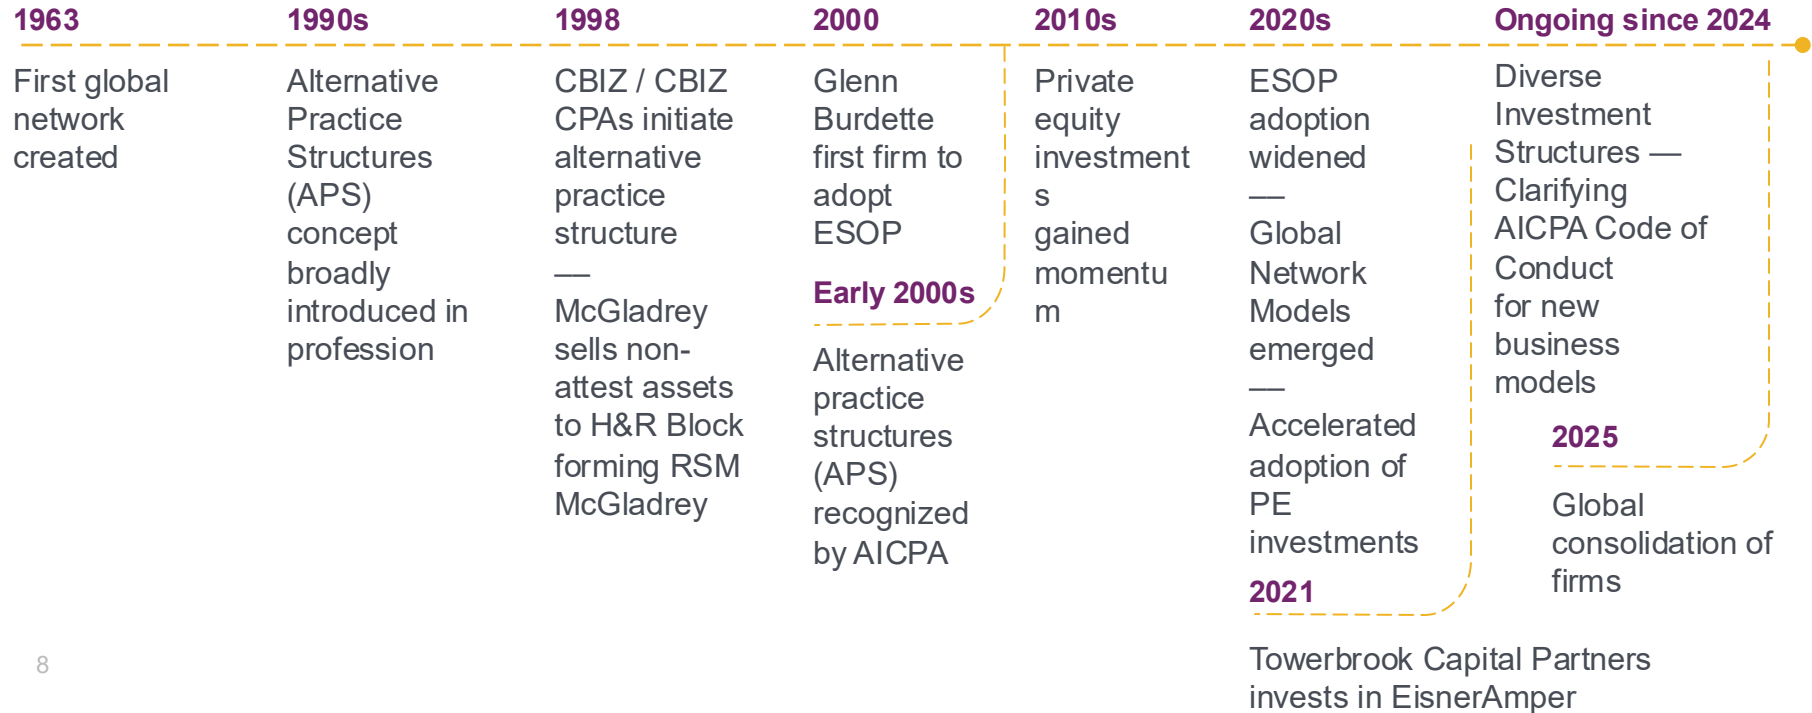 1963
First global
network
created
1990s
Alternative
Practice
Structures
(APS)
concept
broadly
introduced in
profession
1998
CBIZ / CBIZ
CPAs initiate
alternative
practice
structure
—
McGladrey
sells non-
attest assets
to H&R Block
forming RSM
McGladrey
2000
Glenn
Burdette
first firm to
adopt
ESOP
Early 2000s
Alternative
practice
structures
(APS)
recognized
by AICPA
2010s
Private
equity
investment
s
gained
momentu
m
2020s
ESOP
adoption
widened
—
Global
Network
Models
emerged
—
Accelerated
adoption of
PE
investments
2021
Towerbrook Capital Partners
invests in EisnerAmper
Ongoing since 2024
Diverse
Investment
Structures —
Clarifying
AICPA Code of
Conduct
for new
business
models
2025
Global
consolidation of
firms
8